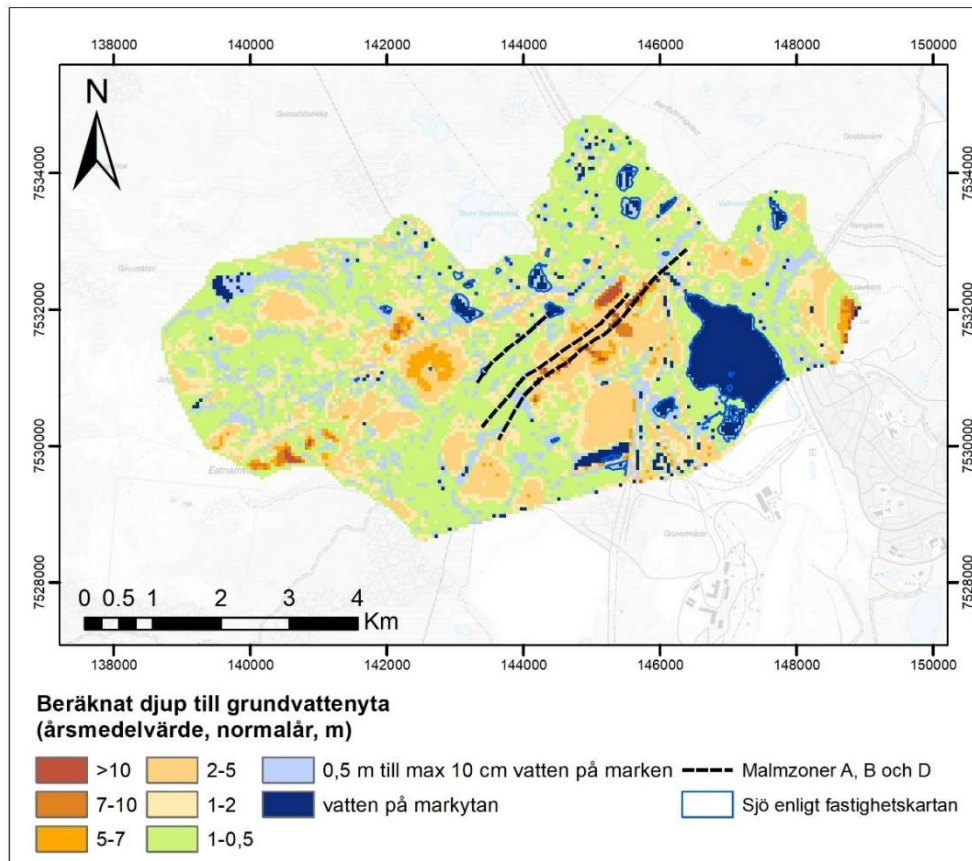 138000 140000 142000 144000 146000 148000 150000
N
7534000 7534000
7532000 7532000
7530000 7530000
7528000 7528000
Gruvområde
0 0.5 1 2 3 4
Km
138000 140000 142000 144000 146000 148000 150000
Beräknat djup till grundvattenyta
(årsmedelvärde, normalår, m)
>10 2-5 0,5 m till max 10 cm vatten på marken Malmzoner A, B och D
7-10 1-2 vatten på markytan Sjö enligt fastighetskartan
5-7 1-0,5